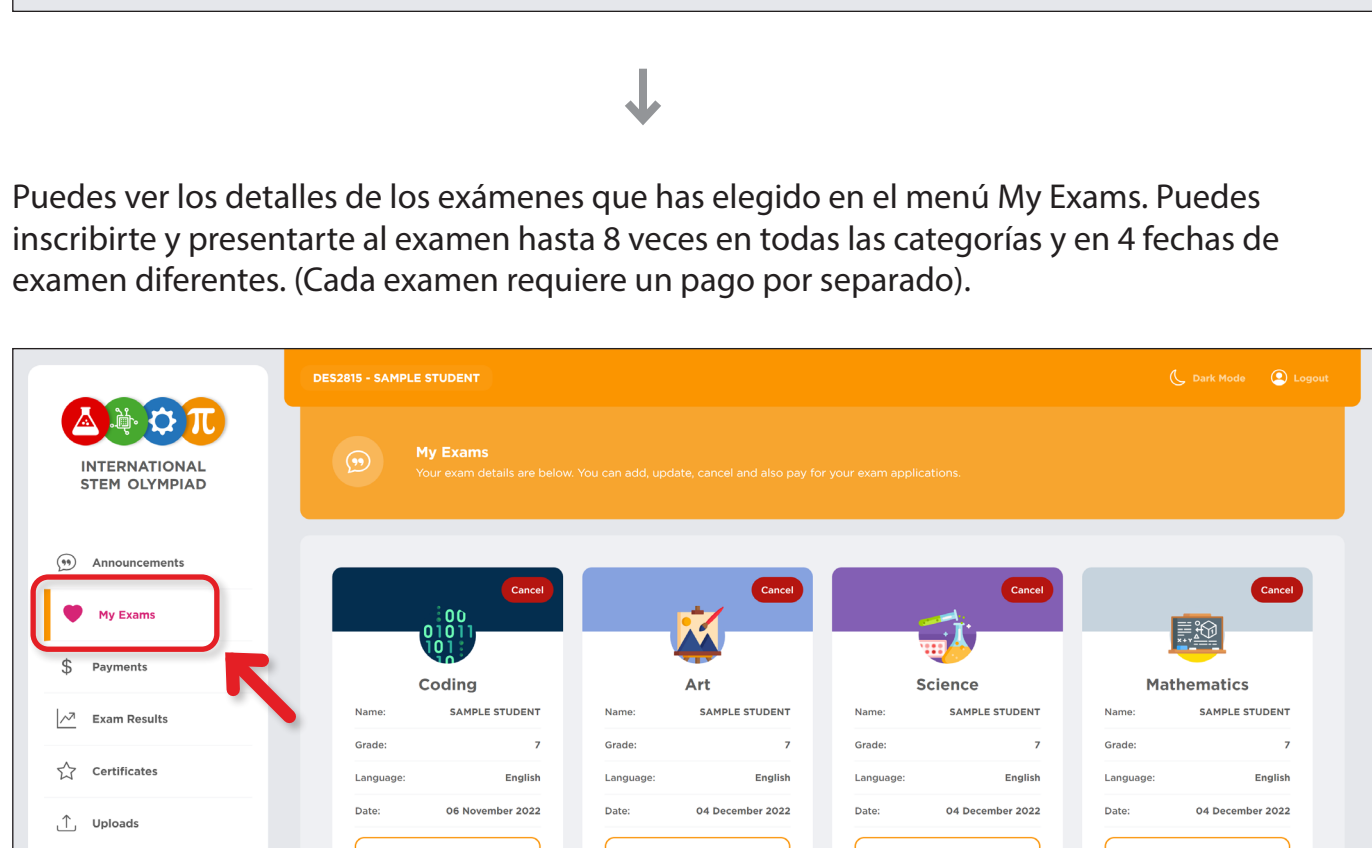 Puedes ver los detalles de los exámenes que has elegido en el menú My Exams. Puedes
inscribirte y presentarte al examen hasta 8 veces en todas las categorías y en 4 fechas de
examen diferentes. (Cada examen requiere un pago por separado).
DES2815 - SAMPLE STUDENT
Dark Mode
Logout
π
INTERNATIONAL
STEM OLYMPIAD
My Exams
Your exam details are below. You can add, update, cancel and also pay for your exam applications.
Announcements
My Exams
$ Payments
Exam Results
Certificates
Uploads
Cancel
Coding
Name: SAMPLE STUDENT
Grade: 7
Language: English
Date: 06 November 2022
Cancel
Art
Name: SAMPLE STUDENT
Grade: 7
Language: English
Date: 04 December 2022
Cancel
Science
Name: SAMPLE STUDENT
Grade: 7
Language: English
Date: 04 December 2022
Cancel
Mathematics
Name: SAMPLE STUDENT
Grade: 7
Language: English
Date: 04 December 2022